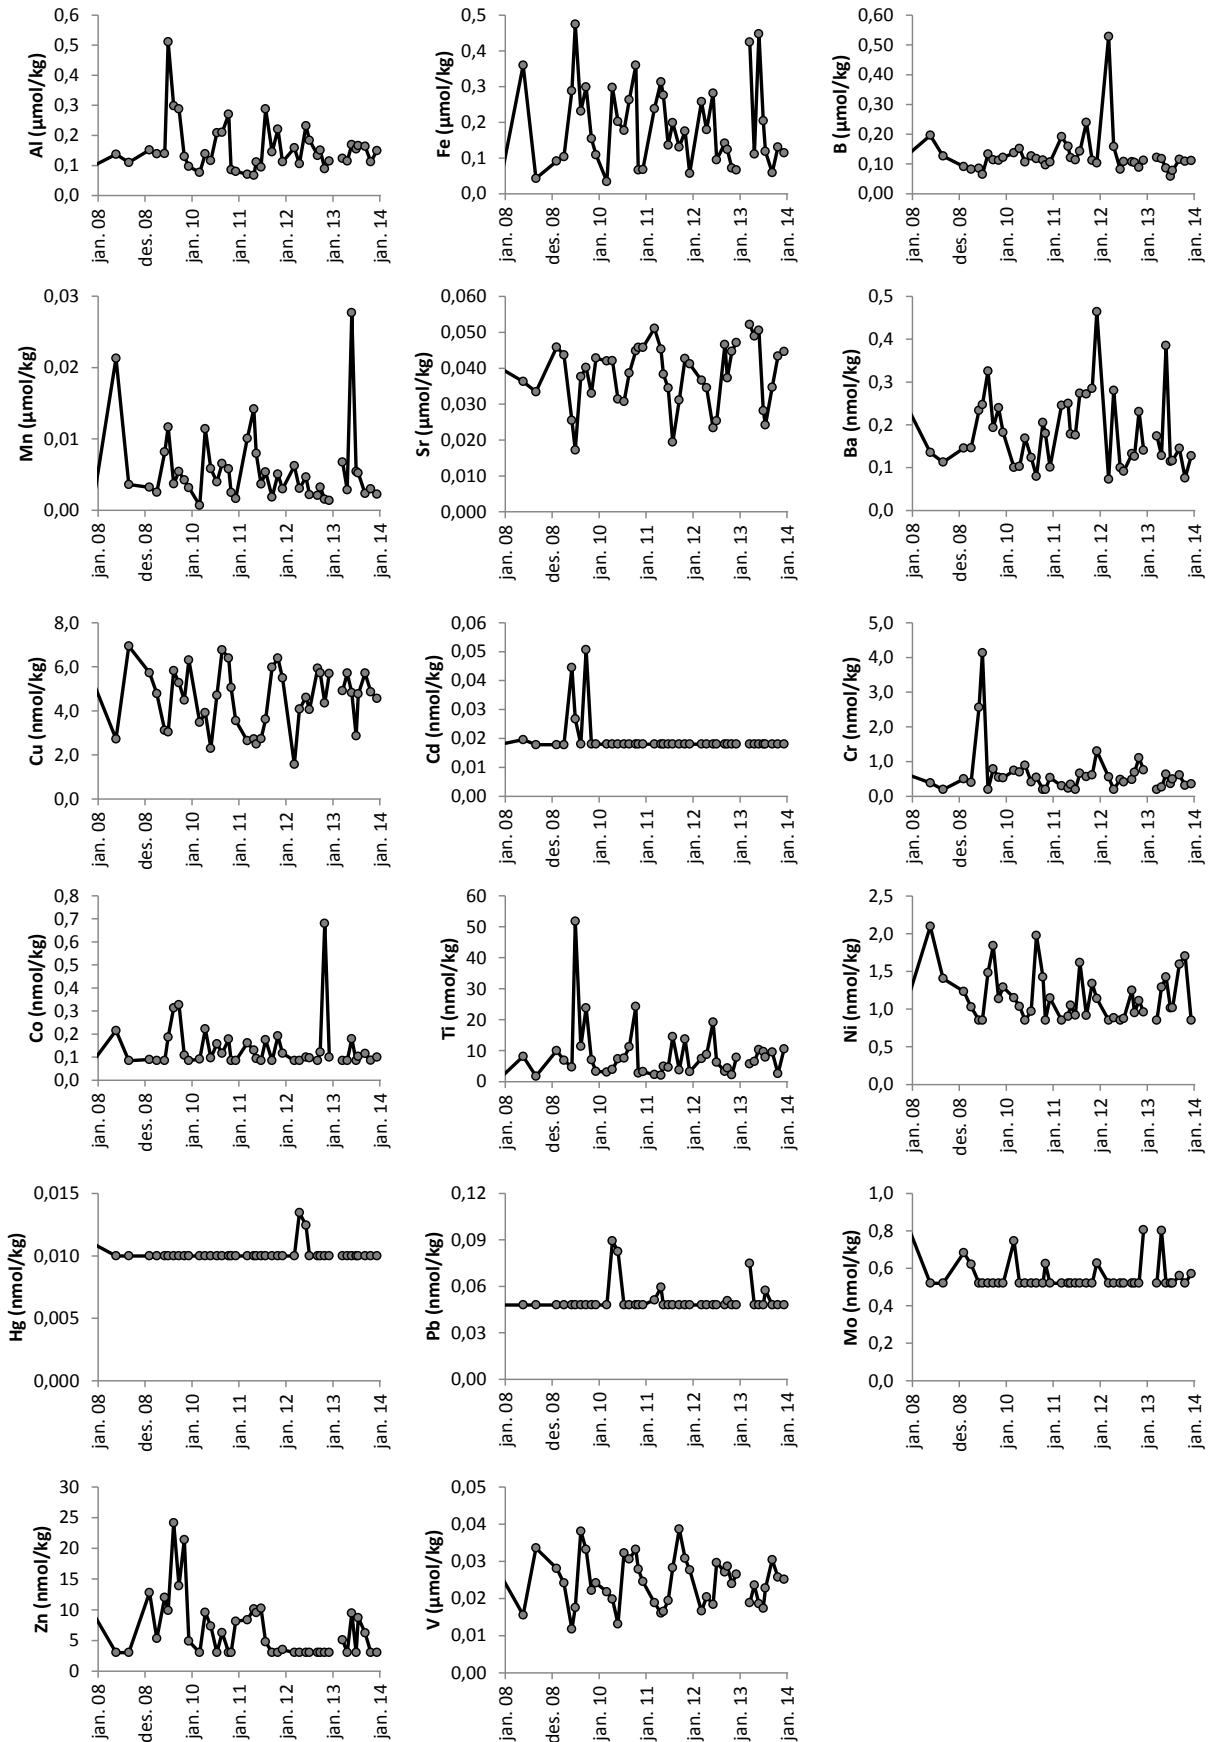 Al (µmol/kg)
0,6
0,5
0,4
0,3
0,2
0,1
0,0
jan. 08
des. 08
jan. 10
jan. 11
jan. 12
jan. 13
jan. 14
Fe (µmol/kg)
0,5
0,4
0,3
0,2
0,1
0,0
jan. 08
des. 08
jan. 10
jan. 11
jan. 12
jan. 13
jan. 14
B (µmol/kg)
0,60
0,40
0,20
0,00
jan. 08
des. 08
jan. 10
jan. 11
jan. 12
jan. 13
jan. 14
Mn (µmol/kg)
0,03
0,02
0,01
0,00
jan. 08
des. 08
jan. 10
jan. 11
jan. 12
jan. 13
jan. 14
Sr (µmol/kg)
0,060
0,050
0,040
0,030
0,020
0,010
0,000
jan. 08
des. 08
jan. 10
jan. 11
jan. 12
jan. 13
jan. 14
Ba (nmol/kg)
0,5
0,4
0,3
0,2
0,1
0,0
jan. 08
des. 08
jan. 10
jan. 11
jan. 12
jan. 13
jan. 14
Cu (nmol/kg)
8,0
6,0
4,0
2,0
0,0
jan. 08
des. 08
jan. 10
jan. 11
jan. 12
jan. 13
jan. 14
Cd (nmol/kg)
0,06
0,05
0,04
0,03
0,02
0,01
0,00
jan. 08
des. 08
jan. 10
jan. 11
jan. 12
jan. 13
jan. 14
Cr (nmol/kg)
5,0
4,0
3,0
2,0
1,0
0,0
jan. 08
des. 08
jan. 10
jan. 11
jan. 12
jan. 13
jan. 14
Co (nmol/kg)
0,8
0,7
0,6
0,5
0,4
0,3
0,2
0,1
0,0
jan. 08
des. 08
jan. 10
jan. 11
jan. 12
jan. 13
jan. 14
Ti (nmol/kg)
60
50
40
30
20
10
0
jan. 08
des. 08
jan. 10
jan. 11
jan. 12
jan. 13
jan. 14
Ni (nmol/kg)
2,5
2,0
1,5
1,0
0,5
0,0
jan. 08
des. 08
jan. 10
jan. 11
jan. 12
jan. 13
jan. 14
Hg (nmol/kg)
0,015
0,010
0,005
0,000
jan. 08
des. 08
jan. 10
jan. 11
jan. 12
jan. 13
jan. 14
Pb (nmol/kg)
0,12
0,09
0,06
0,03
0,00
jan. 08
des. 08
jan. 10
jan. 11
jan. 12
jan. 13
jan. 14
Mo (nmol/kg)
1,0
0,8
0,6
0,4
0,2
0,0
jan. 08
des. 08
jan. 10
jan. 11
jan. 12
jan. 13
jan. 14
Zn (nmol/kg)
30
25
20
15
10
5
0
jan. 08
des. 08
jan. 10
jan. 11
jan. 12
jan. 13
jan. 14
V (µmol/kg)
0,05
0,04
0,03
0,02
0,01
0,00
jan. 08
des. 08
jan. 10
jan. 11
jan. 12
jan. 13
jan. 14